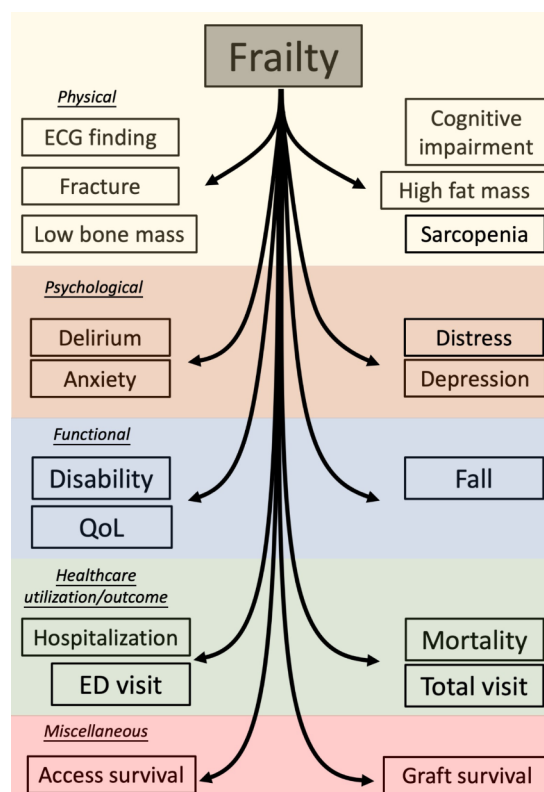 Frailty
Physical
ECG finding
Fracture
Low bone mass
Cognitive
impairment
High fat mass
Sarcopenia
Psychological
Delirium
Anxiety
Distress
Depression
Functional
Disability
QoL
Fall
Healthcare
utilization/outcome
Hospitalization
ED visit
Mortality
Total visit
Miscellaneous
Access survival
Graft survival